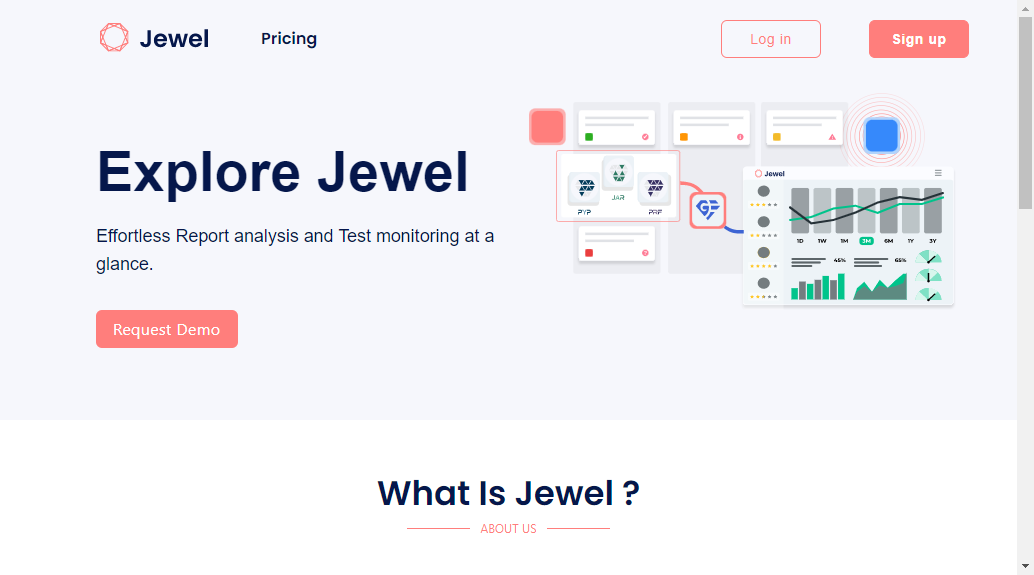 Jewel
Pricing
Log in
Sign up
Explore Jewel
Effortless Report analysis and Test monitoring at a
glance.
Request Demo
PYP
JAR
PRF
GF
Jewel
1D 1W 1M 3M 6M 1Y 3Y
45%
65%
What Is Jewel ?
ABOUT US